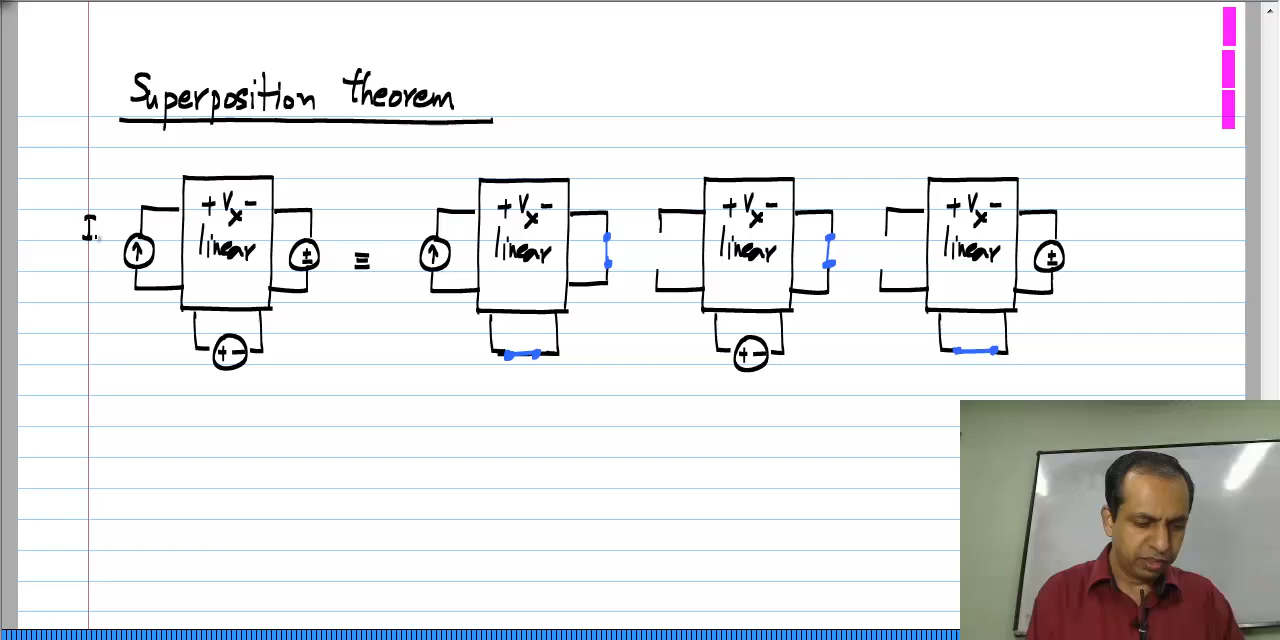 Superposition theorem
+ Vx - ≡ + Vx - + Vx - + Vx -
I. linear linear linear linear